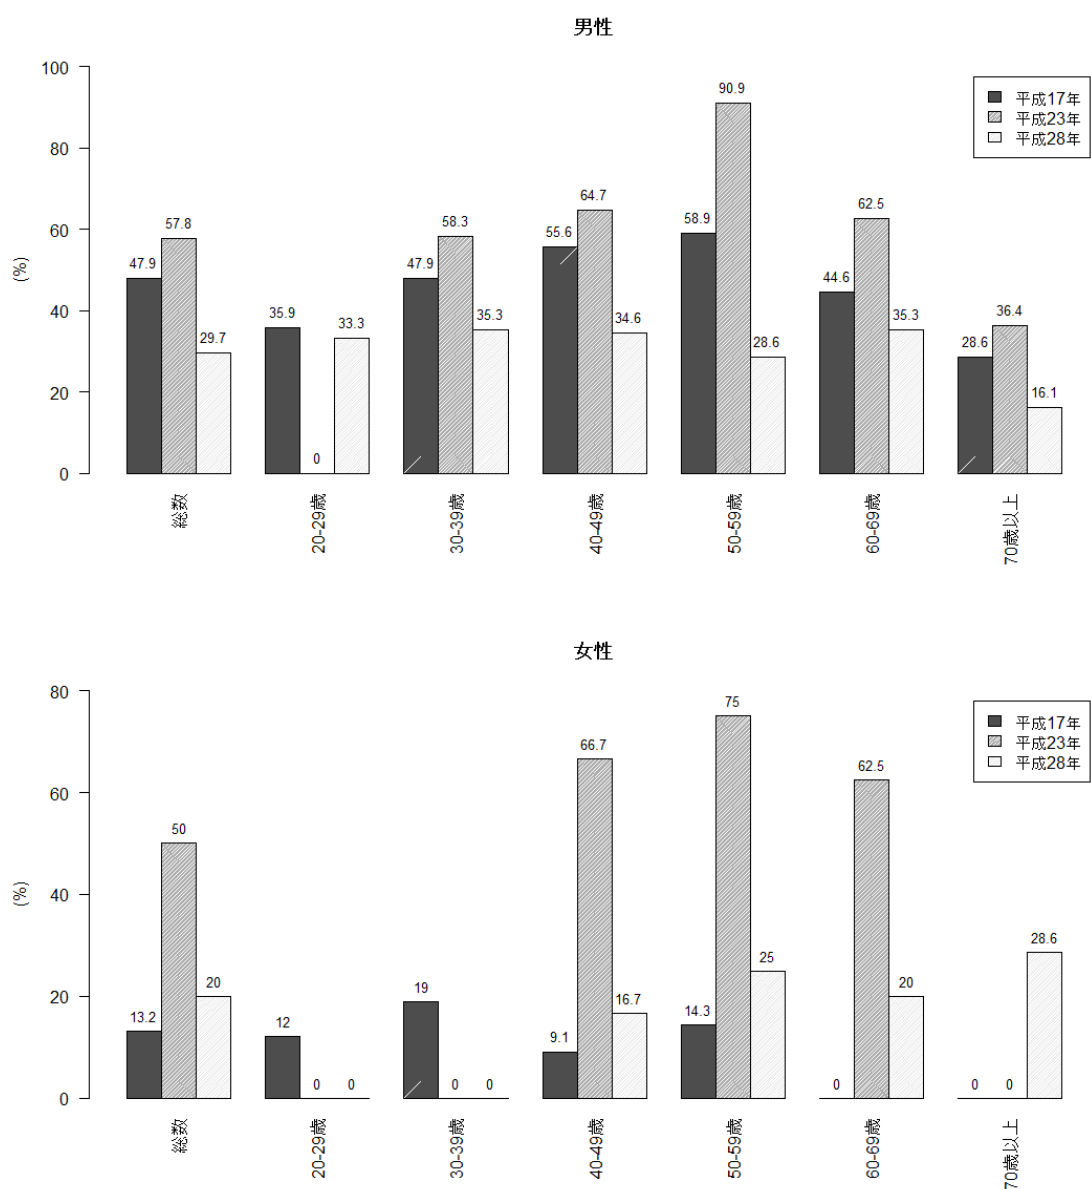 男性
100
80
60
40
20
0
(%)
平成17年
平成23年
平成28年
47.9
57.8
29.7
35.9
0
33.3
47.9
58.3
35.3
55.6
64.7
34.6
58.9
90.9
28.6
44.6
62.5
35.3
28.6
36.4
16.1
総数
20-29歳
30-39歳
40-49歳
50-59歳
60-69歳
70歳以上
女性
80
60
40
20
0
(%)
平成17年
平成23年
平成28年
13.2
50
20
12
0
0
19
0
0
9.1
66.7
16.7
14.3
75
25
0
62.5
20
0
0
28.6
総数
20-29歳
30-39歳
40-49歳
50-59歳
60-69歳
70歳以上